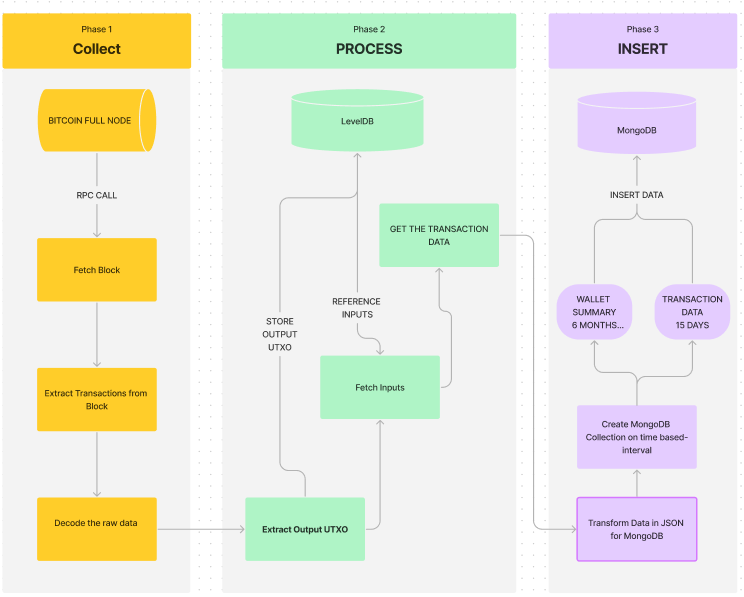 Phase 1
Collect
BITCOIN FULL NODE
RPC CALL
Fetch Block
Extract Transactions from
Block
Decode the raw data
Phase 2
PROCESS
LevelDB
GET THE TRANSACTION
DATA
REFERENCE
INPUTS
STORE
OUTPUT
UTXO
Fetch Inputs
Extract Output UTXO
Phase 3
INSERT
MongoDB
INSERT DATA
WALLET
SUMMARY
6 MONTHS...
TRANSACTION
DATA
15 DAYS
Create MongoDB
Collection on time based-
interval
Transform Data in JSON
for MongoDB